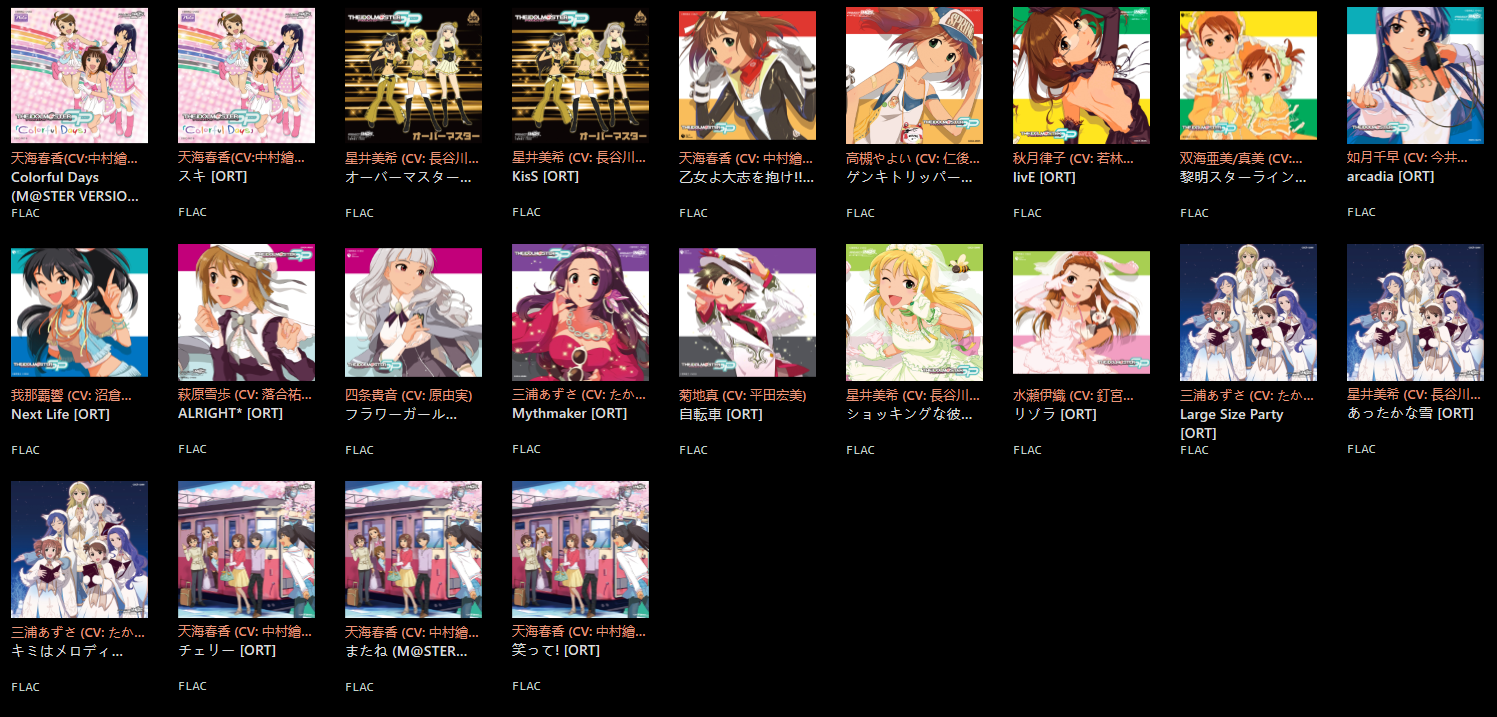 天海春香(CV:中村繪...
Colorful Days
(M@STER VERSIO...
FLAC
天海春香(CV:中村繪...
スキ [ORT]
FLAC
星井美希 (CV: 長谷川...
オーバーマスター...
FLAC
星井美希 (CV: 長谷川...
KisS [ORT]
FLAC
天海春香 (CV: 中村繪...
乙女よ大志を抱け!!...
FLAC
高槻やよい (CV: 仁後...
ゲンキトリッパー...
FLAC
秋月律子 (CV: 若林...
livE [ORT]
FLAC
双海亜美/真美 (CV:...
黎明スターライン...
FLAC
如月千早 (CV: 今井...
arcadia [ORT]
FLAC
THE IDOLM@STER SP
Colorful Days
THE IDOLM@STER SP
Colorful Days
THE IDOLM@STER SP
オーバーマスター
THE IDOLM@STER SP
オーバーマスター
我那覇響 (CV: 沼倉...
Next Life [ORT]
FLAC
萩原雪歩 (CV: 落合祐...
ALRIGHT* [ORT]
FLAC
四条貴音 (CV: 原由実)
フラワーガール...
FLAC
三浦あずさ (CV: たか...
Mythmaker [ORT]
FLAC
菊地真 (CV: 平田宏美)
自転車 [ORT]
FLAC
星井美希 (CV: 長谷川...
ショッキングな彼...
FLAC
水瀬伊織 (CV: 釘宮...
リゾラ [ORT]
FLAC
三浦あずさ (CV: たか...
Large Size Party
[ORT]
FLAC
星井美希 (CV: 長谷川...
あったかな雪 [ORT]
FLAC
三浦あずさ (CV: たか...
キミはメロディ...
FLAC
天海春香 (CV: 中村繪...
チェリー [ORT]
FLAC
天海春香 (CV: 中村繪...
またね (M@STER...
FLAC
天海春香 (CV: 中村繪...
笑って! [ORT]
FLAC